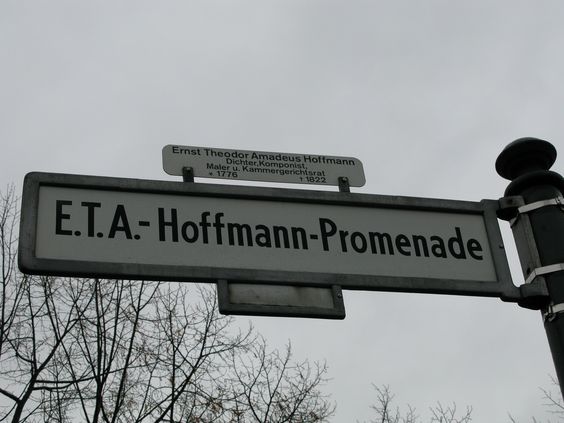 Ernst Theodor Amadeus Hoffmann
Dichter, Komponist,
Maler u. Kammergerichtsrat
* 1776 † 1822
E.T.A.-Hoffmann-Promenade